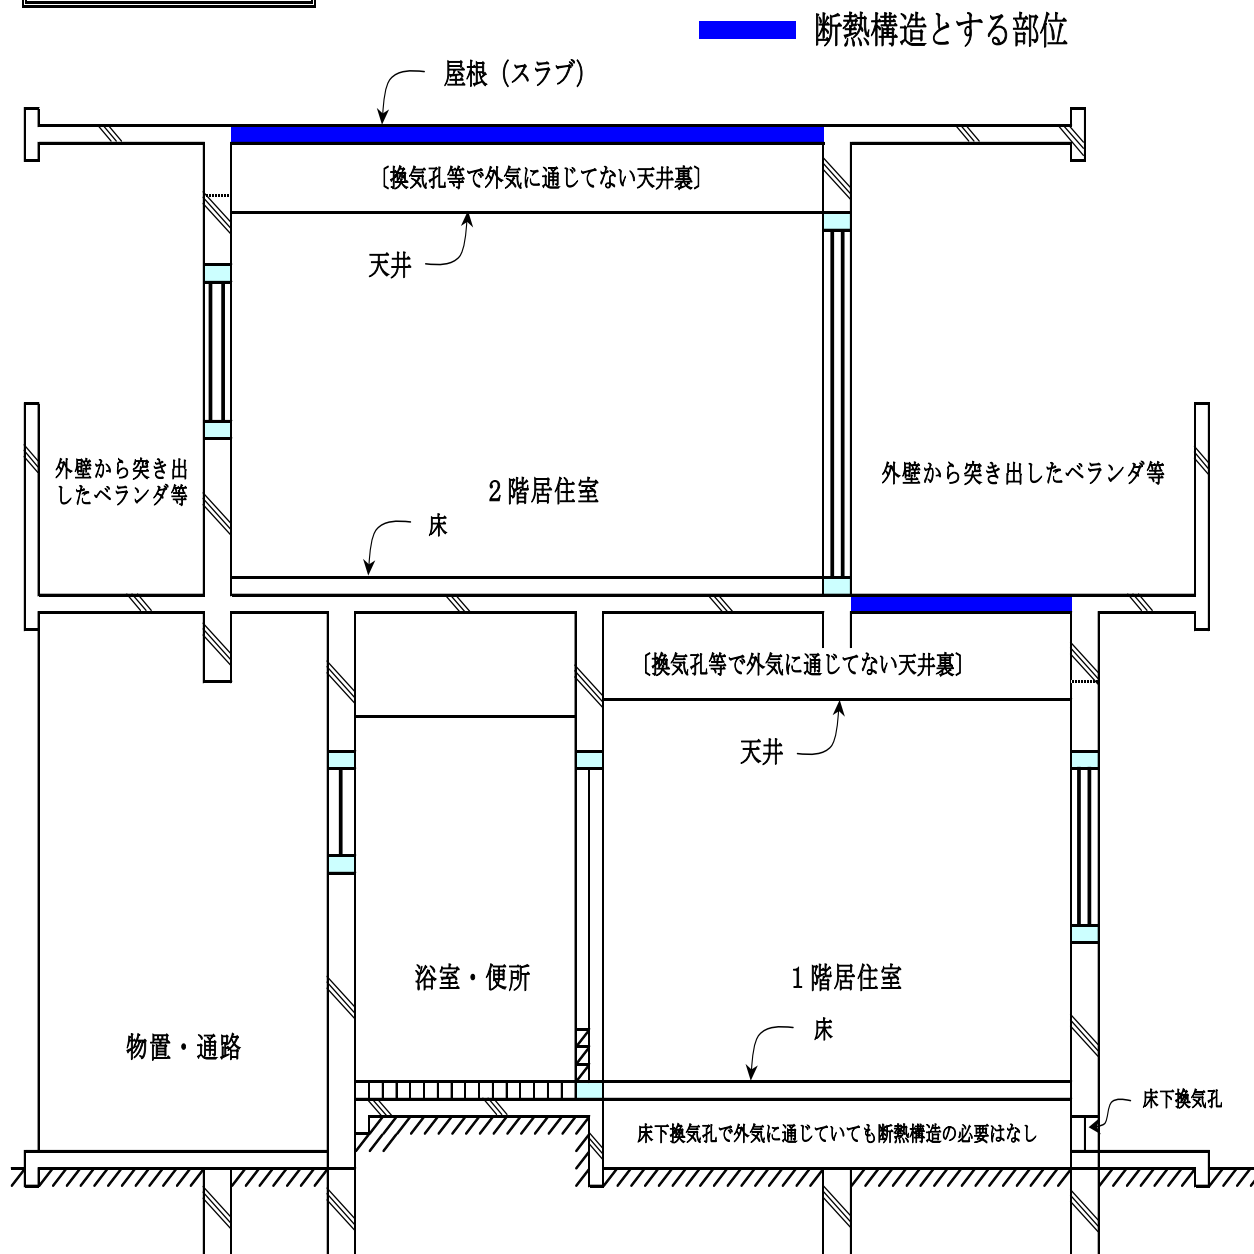 断熱構造とする部位
屋根（スラブ）
〔換気孔等で外気に通じてない天井裏〕
天井
外壁から突き出
したベランダ等
２階居住室
外壁から突き出したベランダ等
床
〔換気孔等で外気に通じてない天井裏〕
天井
浴室・便所
１階居住室
床
物置・通路
床下換気孔
床下換気孔で外気に通じていても断熱構造の必要はなし